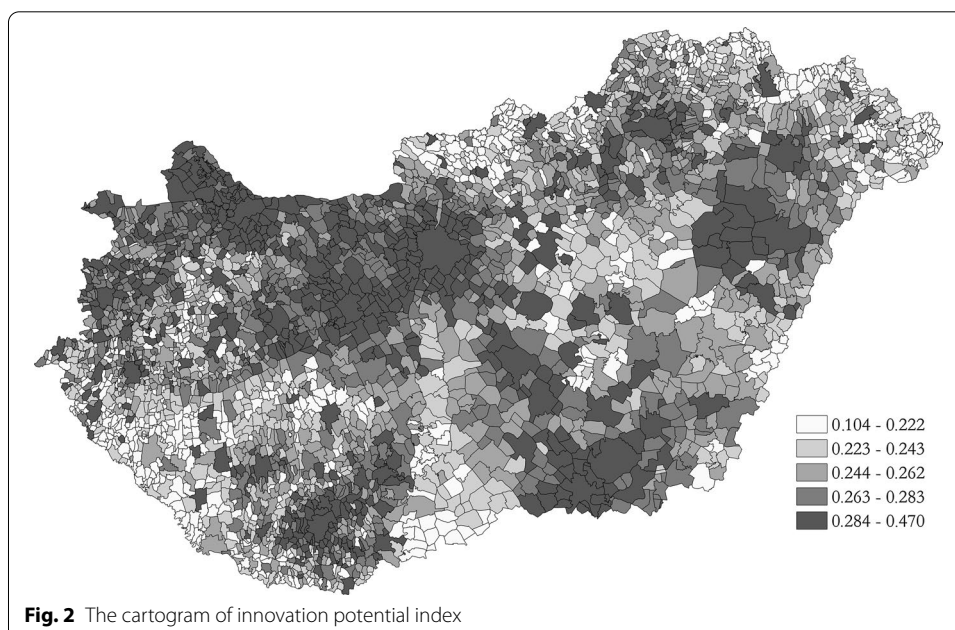 0.104 - 0.222
0.223 - 0.243
0.244 - 0.262
0.263 - 0.283
0.284 - 0.470
Fig. 2 The cartogram of innovation potential index